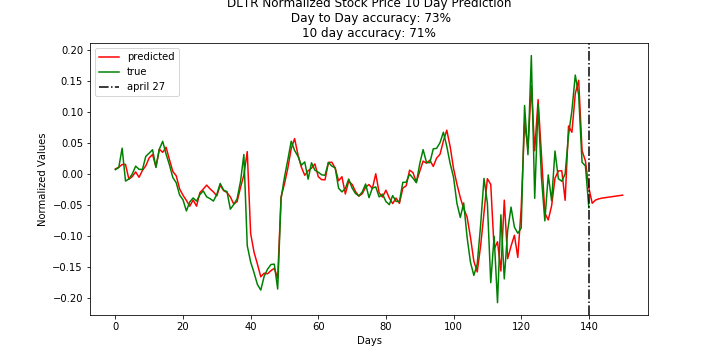 DLTR Normalized Stock Price 10 Day Prediction
Day to Day accuracy: 73%
10 day accuracy: 71%
predicted
true
april 27
Normalized Values
0.20
0.15
0.10
0.05
0.00
−0.05
−0.10
−0.15
−0.20
0 20 40 60 80 100 120 140
Days